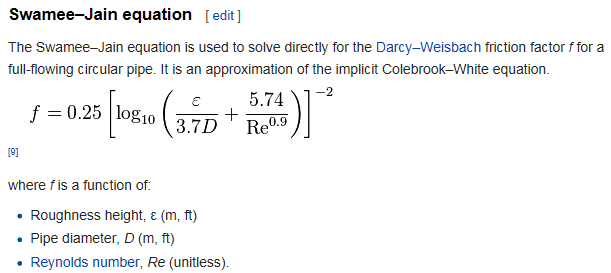 Swamee–Jain equation [ edit ]
The Swamee–Jain equation is used to solve directly for the Darcy–Weisbach friction factor f for a
full-flowing circular pipe. It is an approximation of the implicit Colebrook–White equation.
f = 0.25 [log₁₀ (ε/3.7D + 5.74/Re^0.9)]^−2
[9]
where f is a function of:
• Roughness height, ε (m, ft)
• Pipe diameter, D (m, ft)
• Reynolds number, Re (unitless).